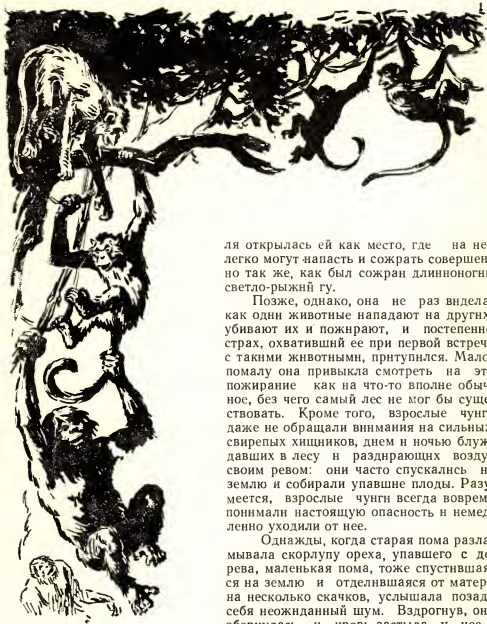 ля открылась ей как место, где на не
легко могут напасть и сожрать совершен
но так же, как был сожран длинноноги
светло-рыжий гу.
Позже, однако, она не раз видела
как одни животные нападают на других
убивают их и пожирают, и постепенн
страх, охвативший ее при первой встреч
с такими животными, притупился. Мало
помалу она привыкла смотреть на эт
пожирание как на что-то вполне обыч
ное, без чего самый лес не мог бы суще
ствовать. Кроме того, взрослые чунг
даже не обращали внимания на сильных
свирепых хищников, днем и ночью блуж
давших в лесу и раздирающих возду
своим ревом: они часто спускались н
землю и собирали упавшие плоды. Разу
меется, взрослые чунги всегда воврем
понимали настоящую опасность и немед
ленно уходили от нее.
Однажды, когда старая пома разла
мывала скорлупу ореха, упавшего с де
рева, маленькая пома, тоже спустившая
ся на землю и отделившаяся от матер
на несколько скачков, услышала позад
себя неожиданный шум. Вздрогнув, он